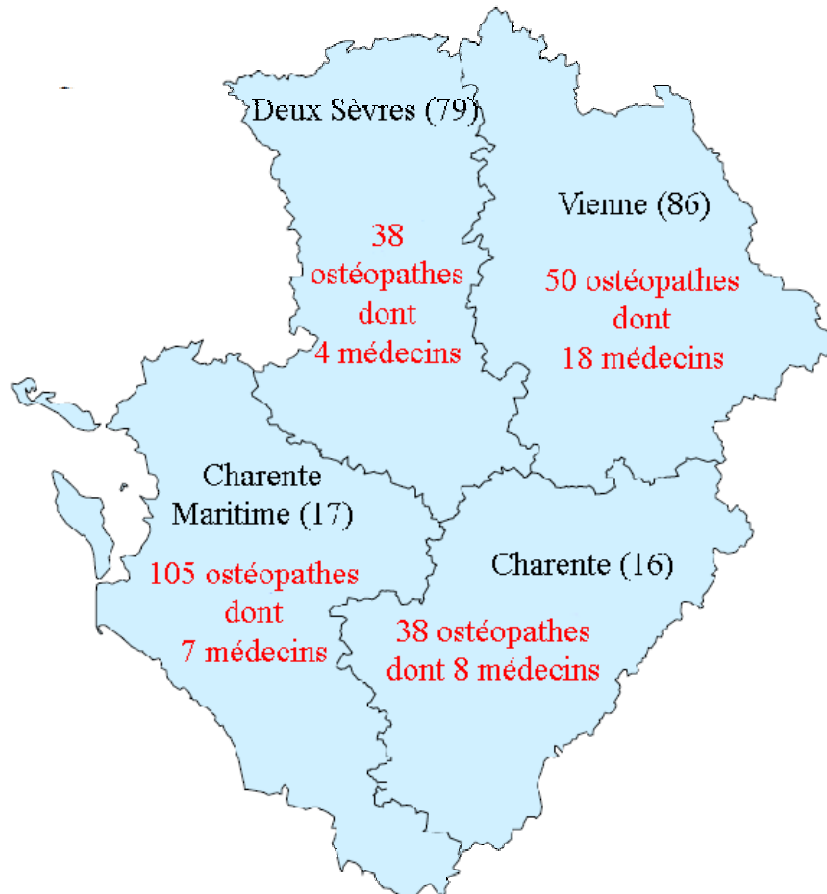 Deux Sèvres (79)
38
ostéopathes
dont
4 médecins
Vienne (86)
50 ostéopathes
dont
18 médecins
Charente
Maritime (17)
105 ostéopathes
dont
7 médecins
Charente (16)
38 ostéopathes
dont 8 médecins